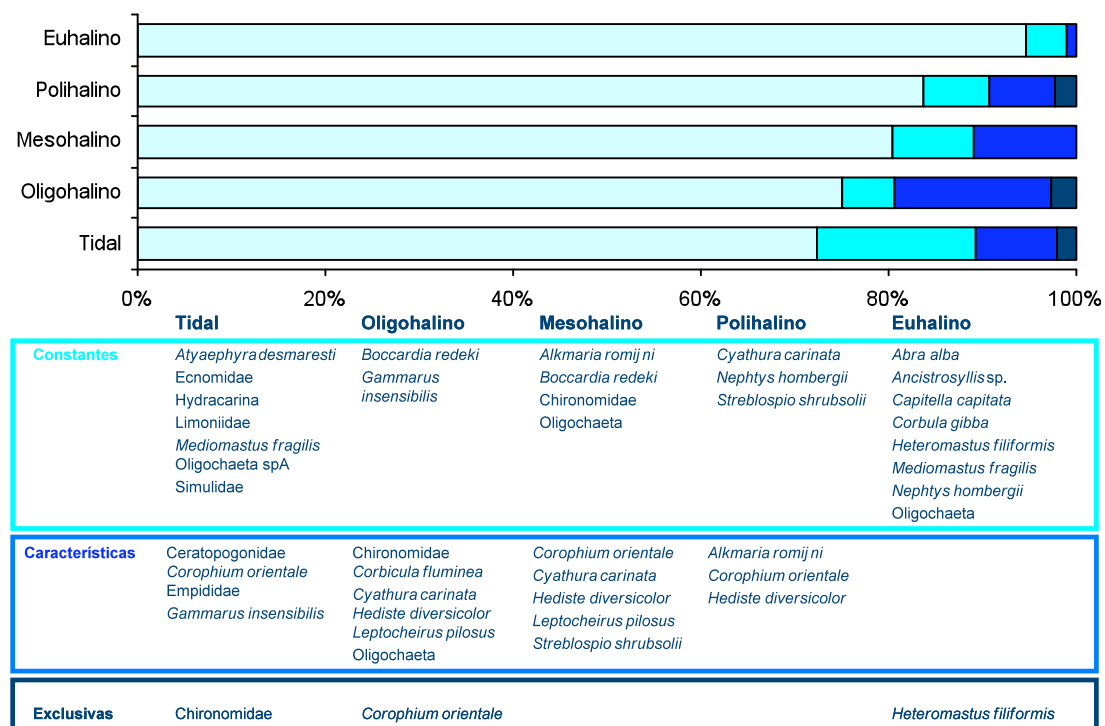 Euhalino
Polihalino
Mesohalino
Oligohalino
Tidal
0% 20% 40% 60% 80% 100%
Tidal Oligohalino Mesohalino Polihalino Euhalino
Constantes Atyaephyra desmaresti Boccardia redeki Alkmaria romijni Cyathura carinata Abra alba
Ecnomidae Gammarus Boccardia redeki Nephtys hombergii Ancistrosyllis sp.
Hydracarina insensibilis Chironomidae Streblospio shrubsolii Capitella capitata
Limoniidae Oligochaeta Corbula gibba
Mediomastus fragilis Heteromastus filiformis
Oligochaeta spA Mediomastus fragilis
Simulidae Nephtys hombergii
Oligochaeta
Características Ceratopogonidae Chironomidae Corophium orientale Alkmaria romijni
Corophium orientale Corbicula fluminea Cyathura carinata Corophium orientale
Empididae Cyathura carinata Hediste diversicolor Hediste diversicolor
Gammarus insensibilis Hediste diversicolor Leptocheirus pilosus
Leptocheirus pilosus Streblospio shrubsolii
Oligochaeta
Exclusivas Chironomidae Corophium orientale Heteromastus filiformis